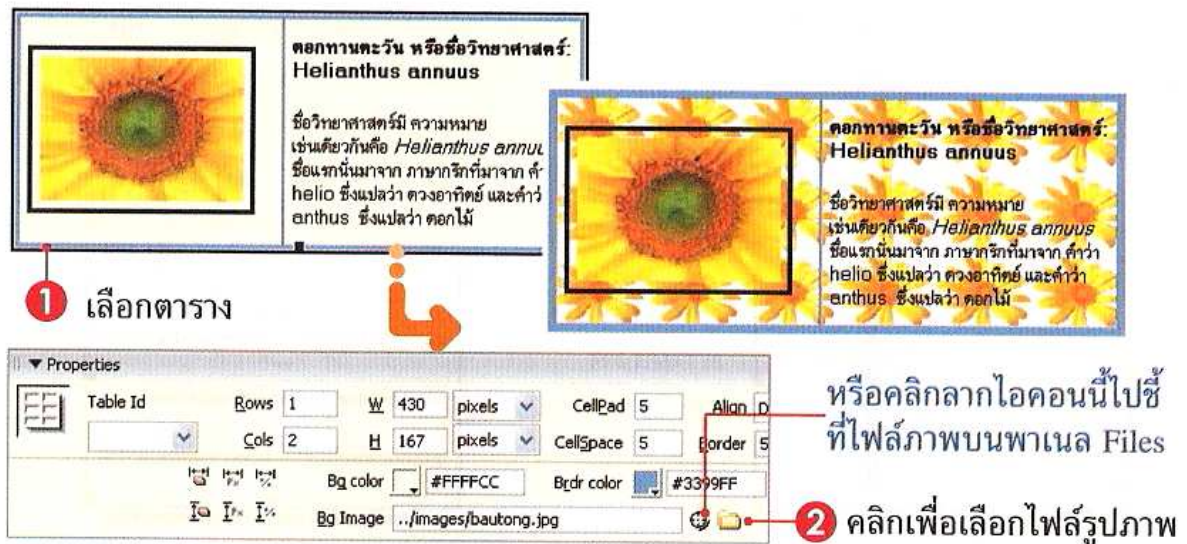 ดอกทานตะวัน หรือชื่อวิทยาศาสตร์:
Helianthus annuus
ชื่อวิทยาศาสตร์มี ความหมาย
เช่นเดียวกันคือ Helianthus annuu
ชื่อแรกนั่นมาจาก ภาษากรีกที่มาจาก คำ
helio ซึ่งแปลว่า ดวงอาทิตย์ และคำว่
anthus ซึ่งแปลว่า ดอกไม้
ดอกทานตะวัน หรือชื่อวิทยาศาสตร์:
Helianthus annuus
ชื่อวิทยาศาสตร์มี ความหมาย
เช่นเดียวกันคือ Helianthus annuus
ชื่อแรกนั่นมาจาก ภาษากรีกที่มาจาก คำว่า
helio ซึ่งแปลว่า ดวงอาทิตย์ และคำว่า
anthus ซึ่งแปลว่า ดอกไม้
1 เลือกตาราง
Properties
Table Id Rows 1 W 430 pixels CellPad 5 Align D
Cols 2 H 167 pixels CellSpace 5 Border 5
Bg color #FFFFCC Brdr color #3399FF
Bg Image ../images/bautong.jpg
หรือคลิกลากไอคอนนี้ไปชี้
ที่ไฟล์ภาพบนพาเนล Files
2 คลิกเพื่อเลือกไฟล์รูปภาพ